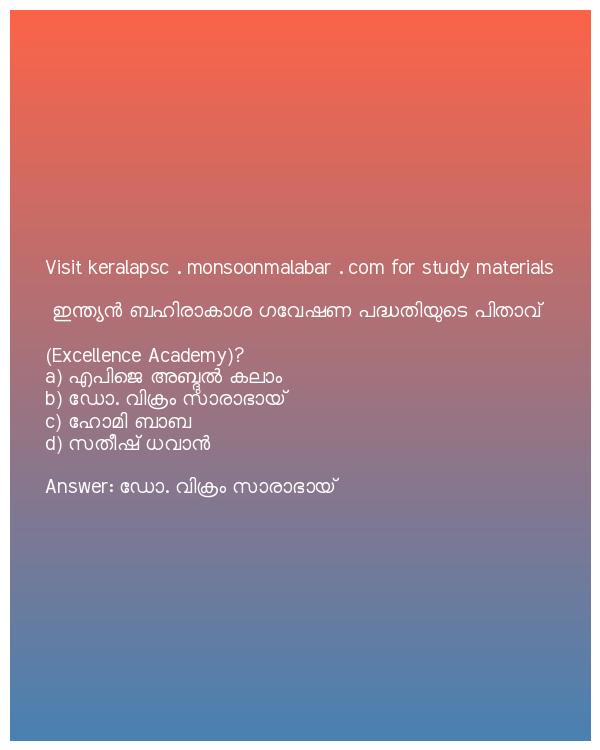 Visit keralapsc . monsoonmalabar . com for study materials
ഇന്ത്യൻ ബഹിരാകാശ ഗവേഷണ പദ്ധതിയുടെ പിതാവ്
(Excellence Academy)?
a) എപിജെ അബ്ദുൽ കലാം
b) ഡോ. വിക്രം സാരാഭായ്
c) ഹോമി ബാബ
d) സതീഷ് ധവാൻ
Answer: ഡോ. വിക്രം സാരാഭായ്